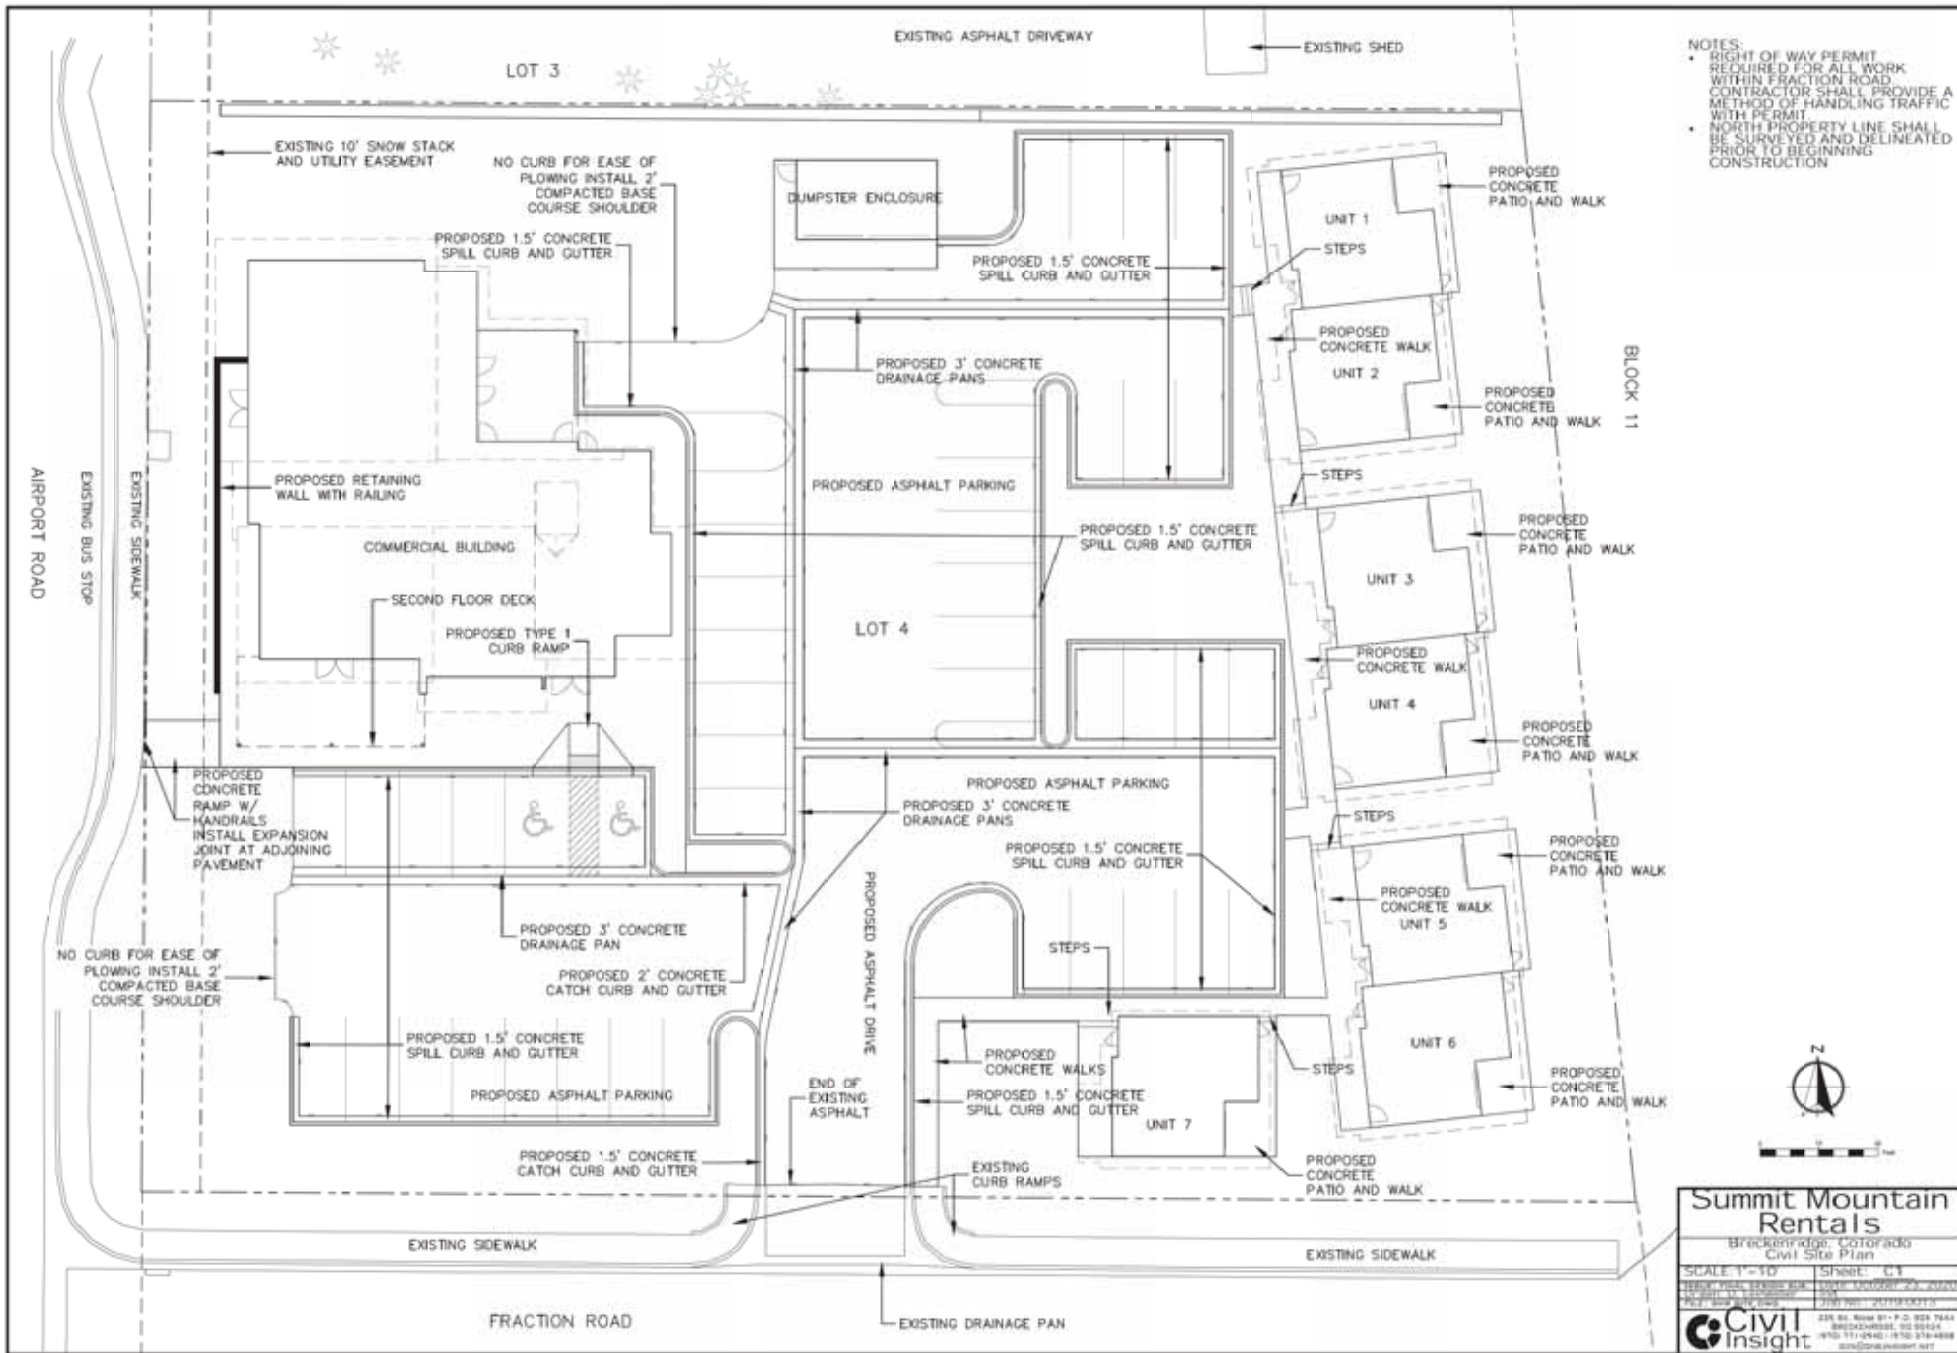 EXISTING ASPHALT DRIVEWAY
EXISTING SHED
LOT 3
NOTES:
• RIGHT OF WAY PERMIT
REQUIRED FOR ALL WORK
WITHIN FRACTION ROAD.
CONTRACTOR SHALL PROVIDE A
METHOD OF HANDLING TRAFFIC
WITH PERMIT.
• NORTH PROPERTY LINE SHALL
BE SURVEYED AND DELINEATED
PRIOR TO BEGINNING
CONSTRUCTION
EXISTING 10' SNOW STACK
AND UTILITY EASEMENT
NO CURB FOR EASE OF
PLOWING INSTALL 2'
COMPACTED BASE
COURSE SHOULDER
DUMPSTER ENCLOSURE
PROPOSED
CONCRETE
PATIO AND WALK
UNIT 1
STEPS
PROPOSED 1.5' CONCRETE
SPILL CURB AND GUTTER
PROPOSED 1.5' CONCRETE
SPILL CURB AND GUTTER
PROPOSED
CONCRETE WALK
UNIT 2
PROPOSED 3' CONCRETE
DRAINAGE PANS
BLOCK 11
PROPOSED
CONCRETE
PATIO AND WALK
AIRPORT ROAD
EXISTING BUS STOP
EXISTING SIDEWALK
PROPOSED RETAINING
WALL WITH RAILING
PROPOSED ASPHALT PARKING
STEPS
PROPOSED 1.5' CONCRETE
SPILL CURB AND GUTTER
PROPOSED
CONCRETE
PATIO AND WALK
COMMERCIAL BUILDING
UNIT 3
SECOND FLOOR DECK
LOT 4
PROPOSED TYPE 1
CURB RAMP
PROPOSED
CONCRETE WALK
UNIT 4
PROPOSED
CONCRETE
PATIO AND WALK
PROPOSED
CONCRETE
RAMP W/
HANDRAILS
INSTALL EXPANSION
JOINT AT ADJOINING
PAVEMENT
PROPOSED ASPHALT PARKING
PROPOSED 3' CONCRETE
DRAINAGE PANS
STEPS
PROPOSED 1.5' CONCRETE
SPILL CURB AND GUTTER
PROPOSED
CONCRETE
PATIO AND WALK
PROPOSED ASPHALT DRIVE
PROPOSED
CONCRETE WALK
UNIT 5
PROPOSED 3' CONCRETE
DRAINAGE PAN
STEPS
NO CURB FOR EASE OF
PLOWING INSTALL 2'
COMPACTED BASE
COURSE SHOULDER
PROPOSED 2' CONCRETE
CATCH CURB AND GUTTER
PROPOSED 1.5' CONCRETE
SPILL CURB AND GUTTER
PROPOSED
CONCRETE WALKS
STEPS
UNIT 6
N
PROPOSED ASPHALT PARKING
END OF
EXISTING
ASPHALT
PROPOSED 1.5' CONCRETE
SPILL CURB AND GUTTER
UNIT 7
PROPOSED
CONCRETE
PATIO AND WALK
PROPOSED 1.5' CONCRETE
CATCH CURB AND GUTTER
EXISTING
CURB RAMPS
PROPOSED
CONCRETE
PATIO AND WALK
EXISTING SIDEWALK
EXISTING SIDEWALK
FRACTION ROAD
EXISTING DRAINAGE PAN
Summit Mountain
Rentals
Breckenridge, Colorado
Civil Site Plan
SCALE: 1"=10'
Sheet: C1
Civil
Insight